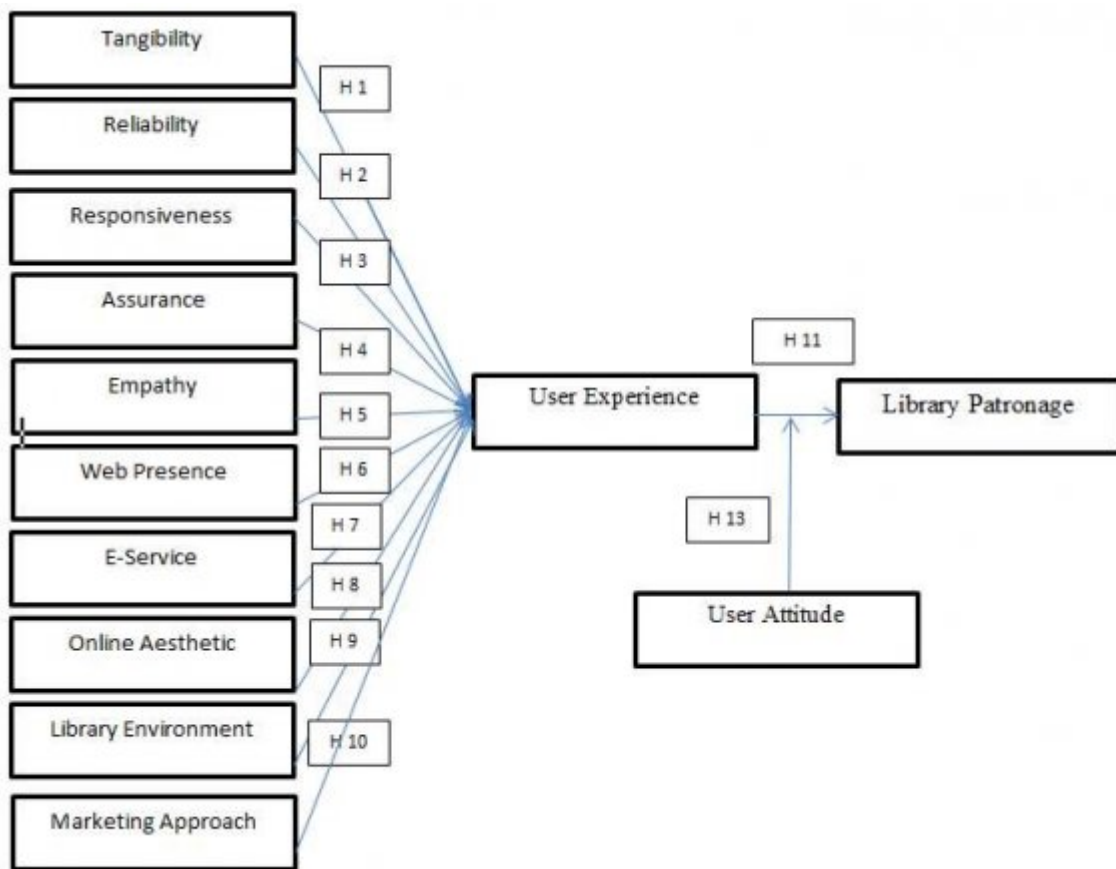 Tangibility
H 1
Reliability
H 2
Responsiveness
H 3
Assurance
H 4
Empathy
H 5
Web Presence
H 6
E-Service
H 7
Online Aesthetic
H 8
H 9
Library Environment
H 10
Marketing Approach
User Experience
H 11
Library Patronage
H 13
User Attitude